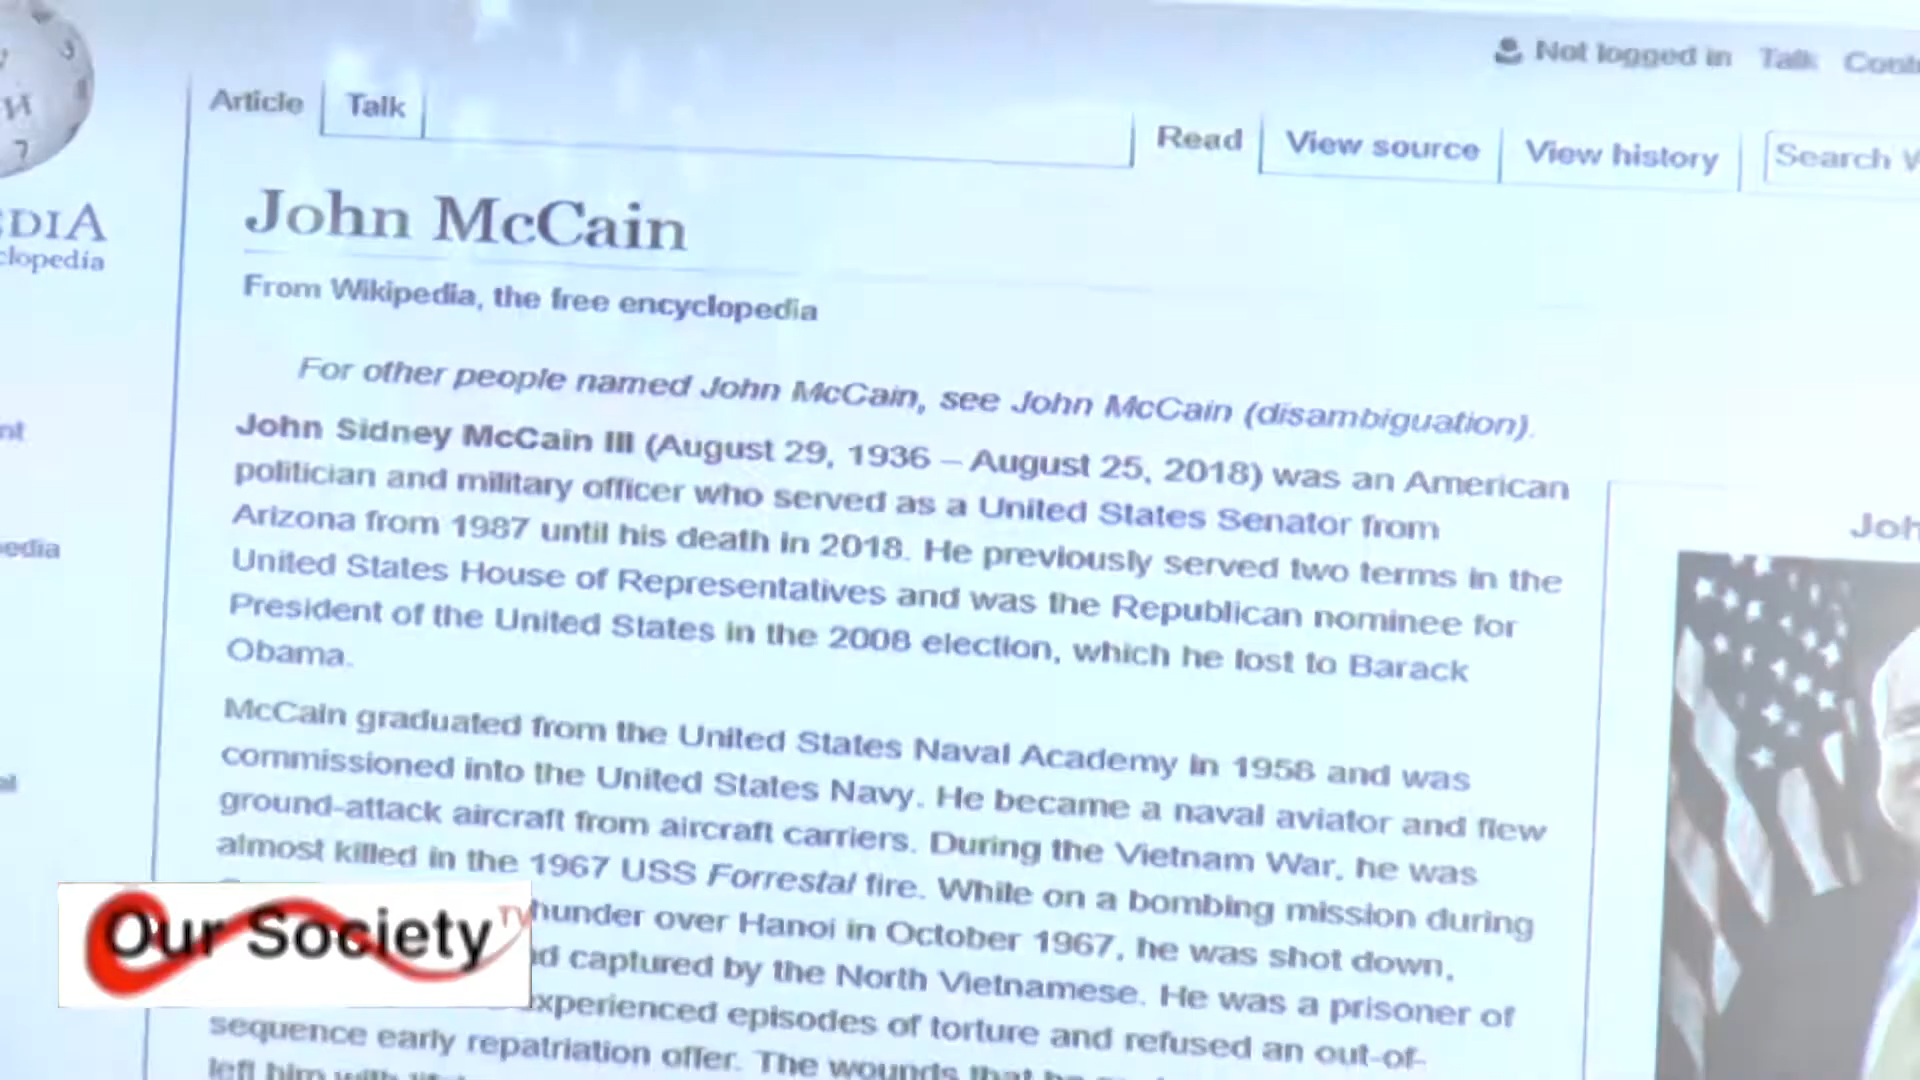 Not logged in Talk
Article Talk
Read View source View history Search
John McCain
From Wikipedia, the free encyclopedia
For other people named John McCain, see John McCain (disambiguation).
John Sidney McCain III (August 29, 1936 – August 25, 2018) was an American
politician and military officer who served as a United States Senator from
Arizona from 1987 until his death in 2018. He previously served two terms in the
United States House of Representatives and was the Republican nominee for
President of the United States in the 2008 election, which he lost to Barack
Obama.
McCain graduated from the United States Naval Academy in 1958 and was
commissioned into the United States Navy. He became a naval aviator and flew
ground-attack aircraft from aircraft carriers. During the Vietnam War, he was
almost killed in the 1967 USS Forrestal fire. While on a bombing mission during
hunder over Hanoi in October 1967, he was shot down,
d captured by the North Vietnamese. He was a prisoner of
experienced episodes of torture and refused an out-of-
sequence early repatriation offer. The wounds that
left him with
Our Society TV
EDIA
clopedia